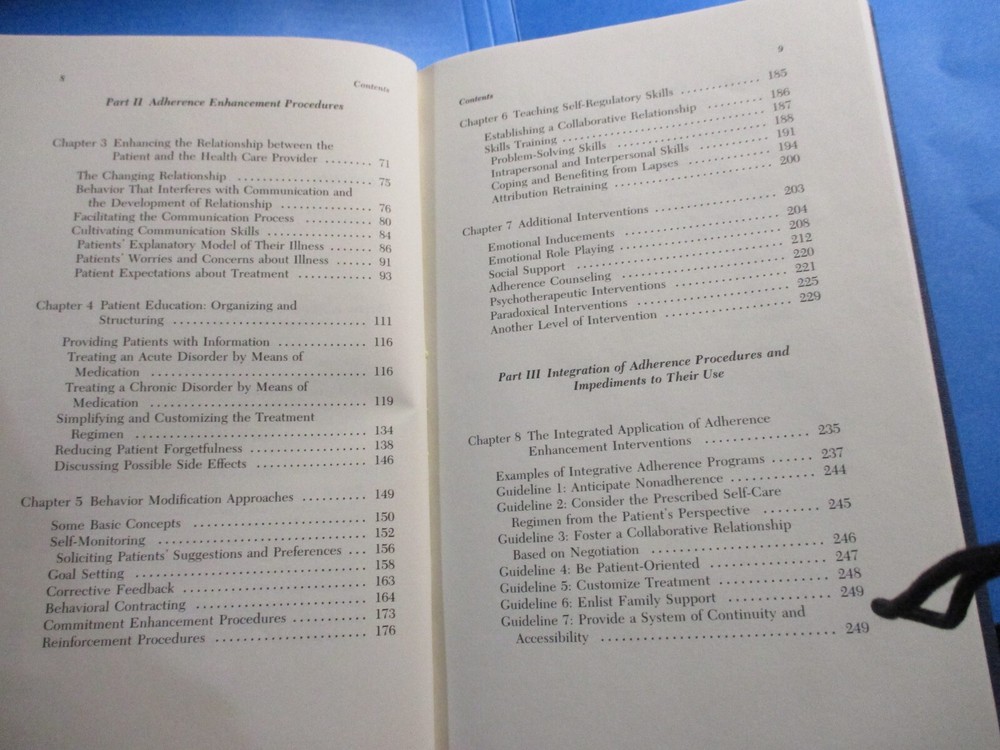 8
Contents
Part II Adherence Enhancement Procedures
Chapter 3 Enhancing the Relationship between the
Patient and the Health Care Provider ........ 71
The Changing Relationship .................... 75
Behavior That Interferes with Communication and
the Development of Relationship ............... 76
Facilitating the Communication Process .......... 80
Cultivating Communication Skills ................ 84
Patients' Explanatory Model of Their Illness ....... 86
Patients' Worries and Concerns about Illness ...... 91
Patient Expectations about Treatment ............ 93
Chapter 4 Patient Education: Organizing and
Structuring .............................. 111
Providing Patients with Information .............. 116
Treating an Acute Disorder by Means of
Medication ................................. 116
Treating a Chronic Disorder by Means of
Medication ................................. 119
Simplifying and Customizing the Treatment
Regimen ................................... 134
Reducing Patient Forgetfulness .................. 138
Discussing Possible Side Effects ................. 146
Chapter 5 Behavior Modification Approaches .......... 149
Some Basic Concepts .......................... 150
Self-Monitoring ............................... 152
Soliciting Patients' Suggestions and Preferences ... 156
Goal Setting .................................. 158
Corrective Feedback ........................... 163
Behavioral Contracting ......................... 164
Commitment Enhancement Procedures ........... 173
Reinforcement Procedures ...................... 176
9
Contents
Chapter 6 Teaching Self-Regulatory Skills ............ 185
Establishing a Collaborative Relationship ......... 186
Skills Training ................................ 187
Problem-Solving Skills ......................... 188
Intrapersonal and Interpersonal Skills ............ 191
Coping and Benefiting from Lapses .............. 194
Attribution Retraining .......................... 200
Chapter 7 Additional Interventions .................. 203
Emotional Inducements ........................ 204
Emotional Role Playing ........................ 208
Social Support ................................ 212
Adherence Counseling ......................... 220
Psychotherapeutic Interventions ................. 221
Paradoxical Interventions ....................... 225
Another Level of Intervention ................... 229
Part III Integration of Adherence Procedures and
Impediments to Their Use
Chapter 8 The Integrated Application of Adherence
Enhancement Interventions ............... 235
Examples of Integrative Adherence Programs ...... 237
Guideline 1: Anticipate Nonadherence ............ 244
Guideline 2: Consider the Prescribed Self-Care
Regimen from the Patient's Perspective ......... 245
Guideline 3: Foster a Collaborative Relationship
Based on Negotiation ........................ 246
Guideline 4: Be Patient-Oriented ................ 247
Guideline 5: Customize Treatment ............... 248
Guideline 6: Enlist Family Support ............... 249
Guideline 7: Provide a System of Continuity and
Accessibility ................................ 249